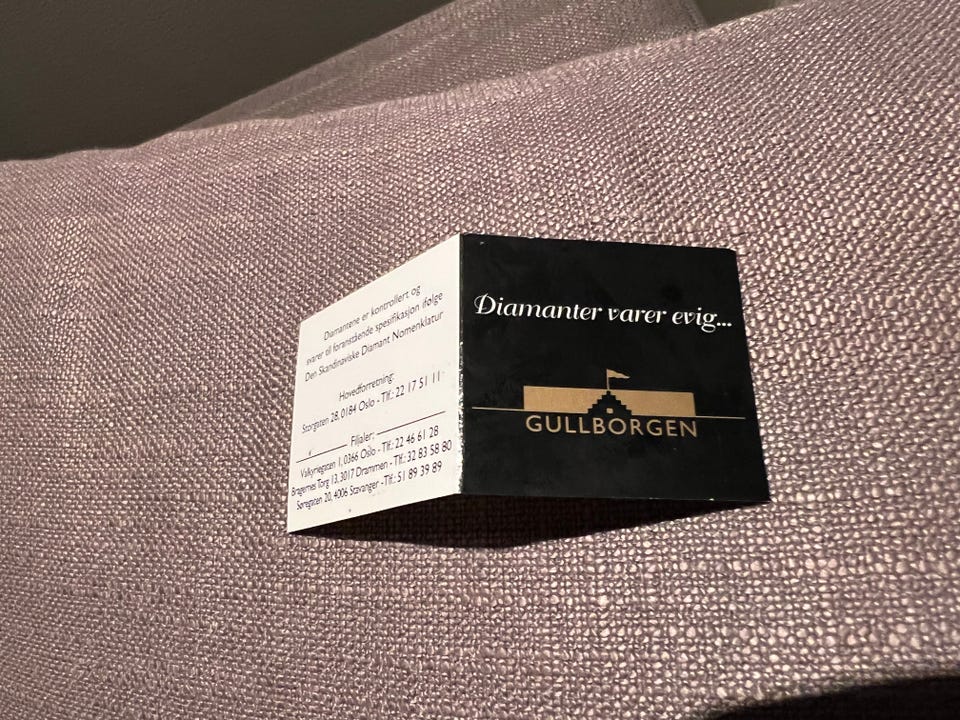 Diamantene er kontrollert og
svarer til foranstående spesifikasjon ifølge
Den Skandinaviske Diamant Nomenklatur
Hovedforretning:
Storgaten 28, 0184 Oslo - Tlf.: 22 17 51 11
Filialer:
Valkyriegaten 1, 0366 Oslo - Tlf.: 22 46 61 28
Bragernes Torg 13, 3017 Drammen - Tlf.: 32 83 58 80
Søregaten 20, 4006 Stavanger - Tlf.: 51 89 39 89
Diamanter varer evig...
GULLBORGEN